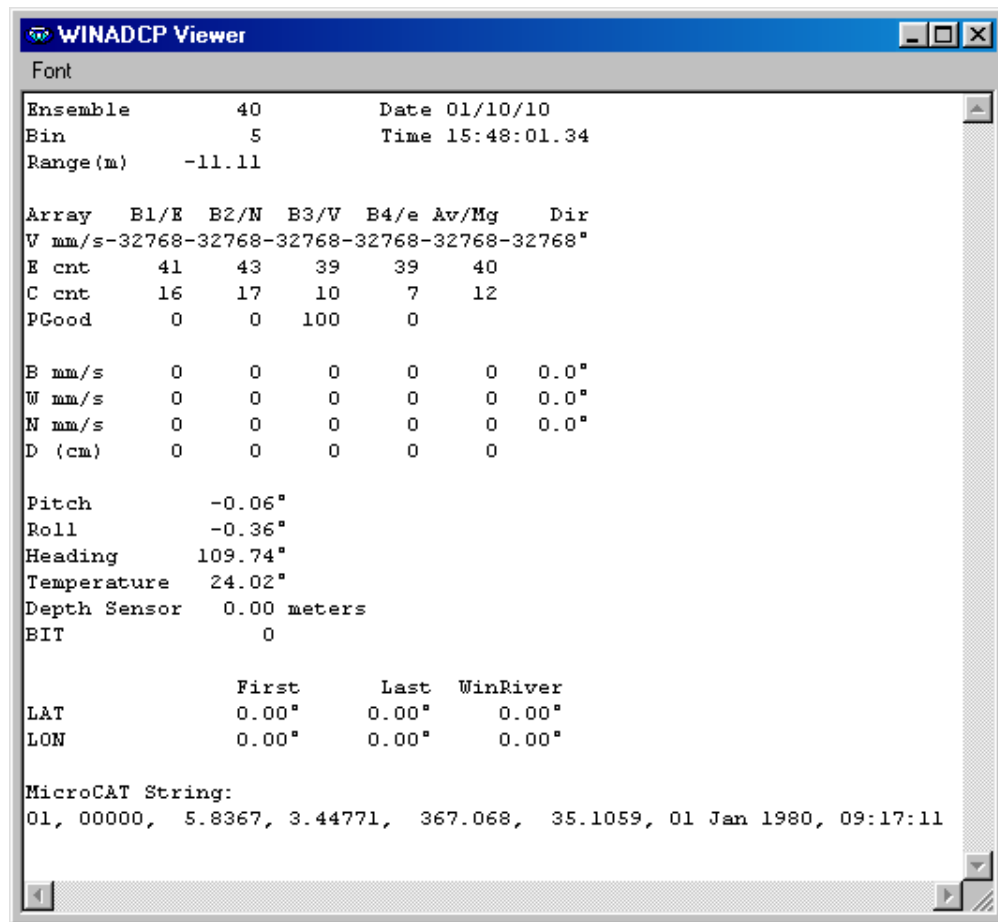 WINADCP Viewer
Font
Ensemble 40 Date 01/10/10
Bin 5 Time 15:48:01.34
Range(m) -11.11
Array B1/E B2/N B3/V B4/e Av/Mg Dir
V mm/s-32768-32768-32768-32768-32768-32768°
E cnt 41 43 39 39 40
C cnt 16 17 10 7 12
PGood 0 0 100 0
B mm/s 0 0 0 0 0 0.0°
W mm/s 0 0 0 0 0 0.0°
N mm/s 0 0 0 0 0 0.0°
D (cm) 0 0 0 0 0
Pitch -0.06°
Roll -0.36°
Heading 109.74°
Temperature 24.02°
Depth Sensor 0.00 meters
BIT 0
First Last WinRiver
LAT 0.00° 0.00° 0.00°
LON 0.00° 0.00° 0.00°
MicroCAT String:
01, 00000, 5.8367, 3.44771, 367.068, 35.1059, 01 Jan 1980, 09:17:11